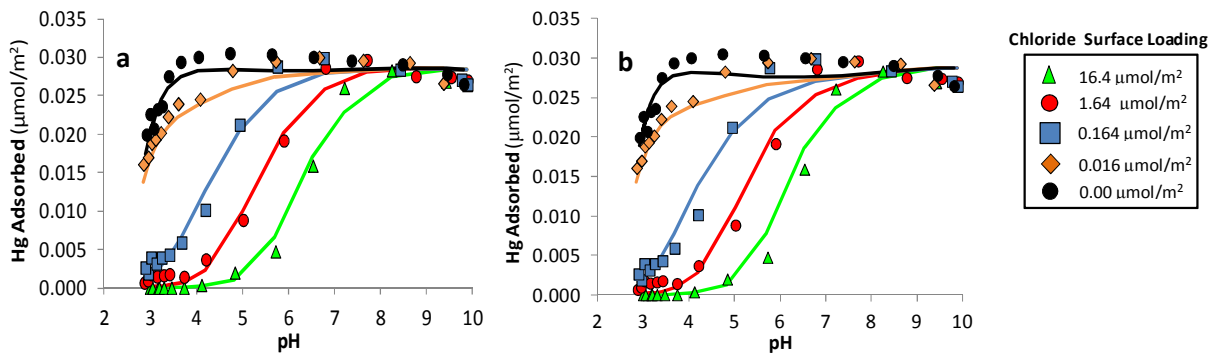 0.035
0.030
0.025
0.020
0.015
0.010
0.005
0.000
Hg Adsorbed (µmol/m²)
a
2 3 4 5 6 7 8 9 10
pH
0.035
0.030
0.025
0.020
0.015
0.010
0.005
0.000
Hg Adsorbed (µmol/m²)
b
2 3 4 5 6 7 8 9 10
pH
Chloride Surface Loading
16.4 µmol/m²
1.64 µmol/m²
0.164 µmol/m²
0.016 µmol/m²
0.00 µmol/m²